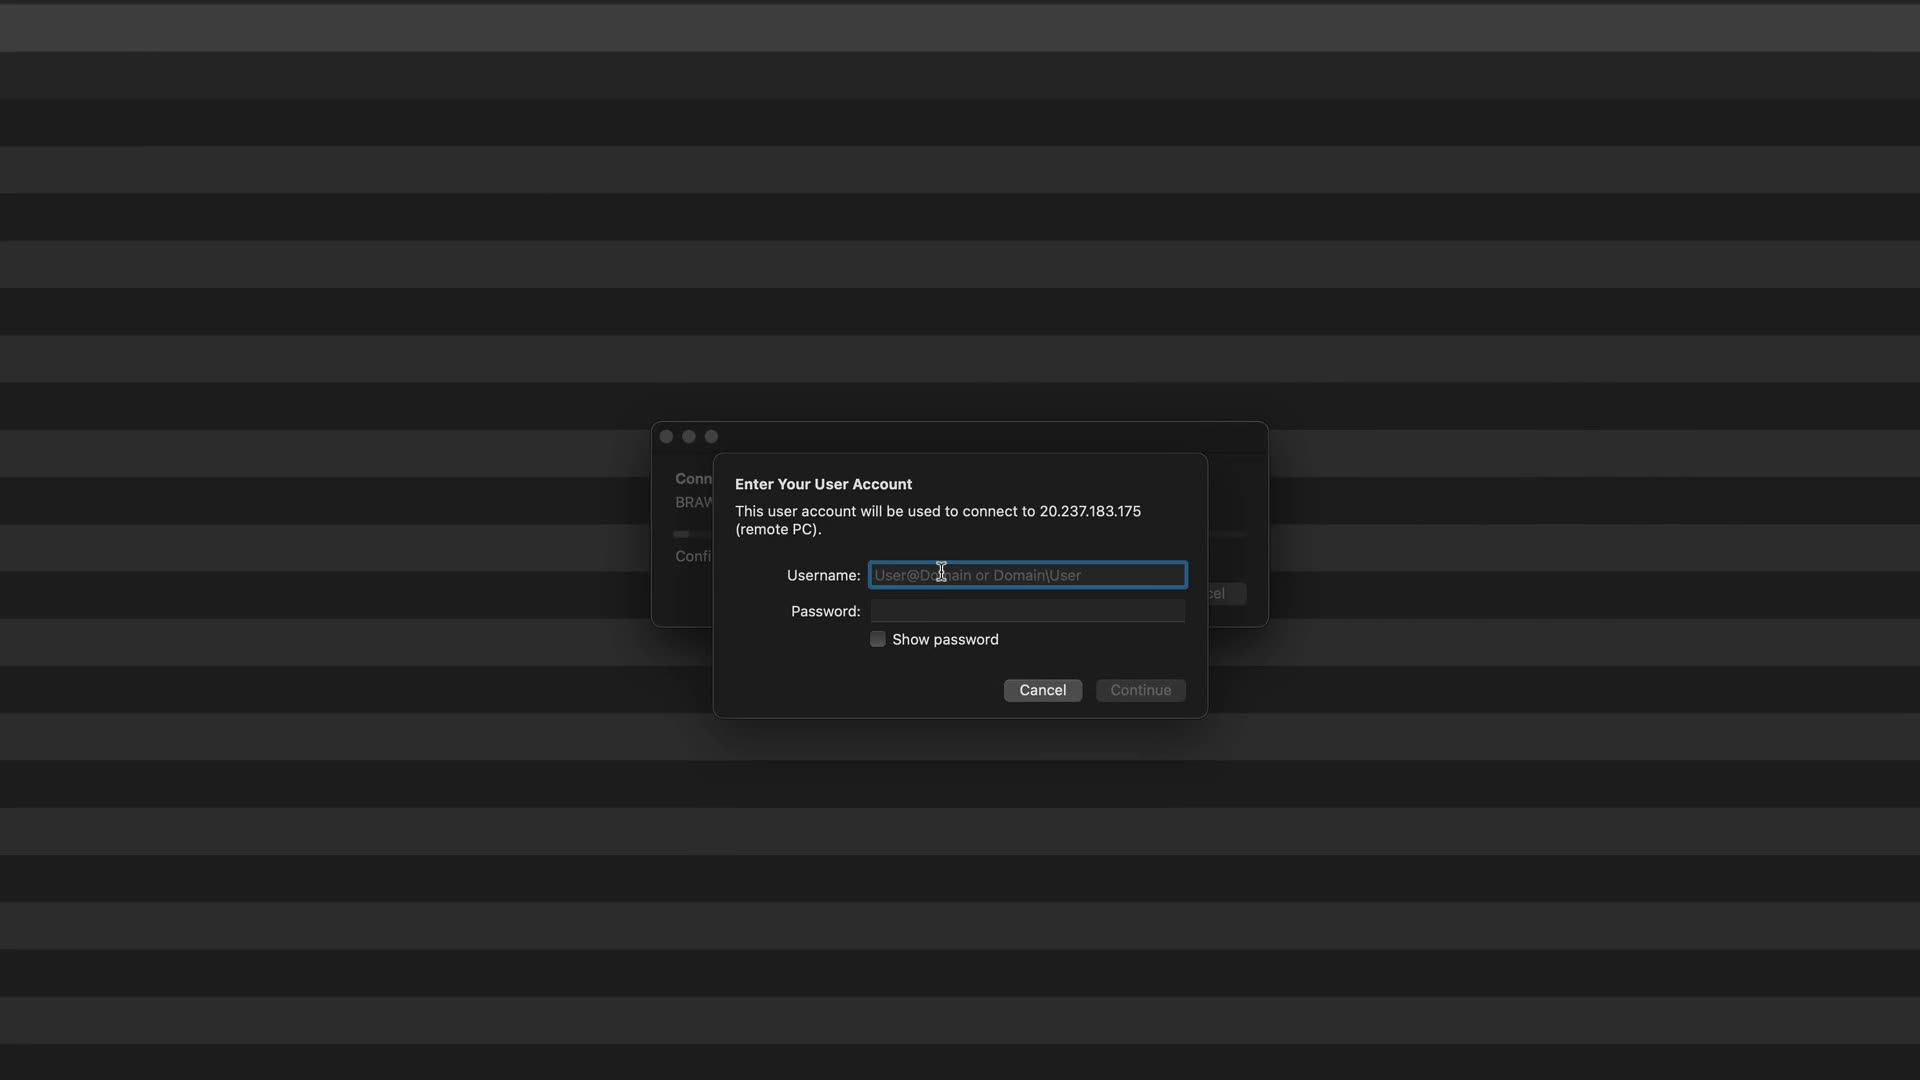 Enter Your User Account
This user account will be used to connect to 20.237.183.175
(remote PC).
Username: User@Domain or Domain\User
Password:
Show password
Cancel Continue
Conn
BRAW
Confi
cel